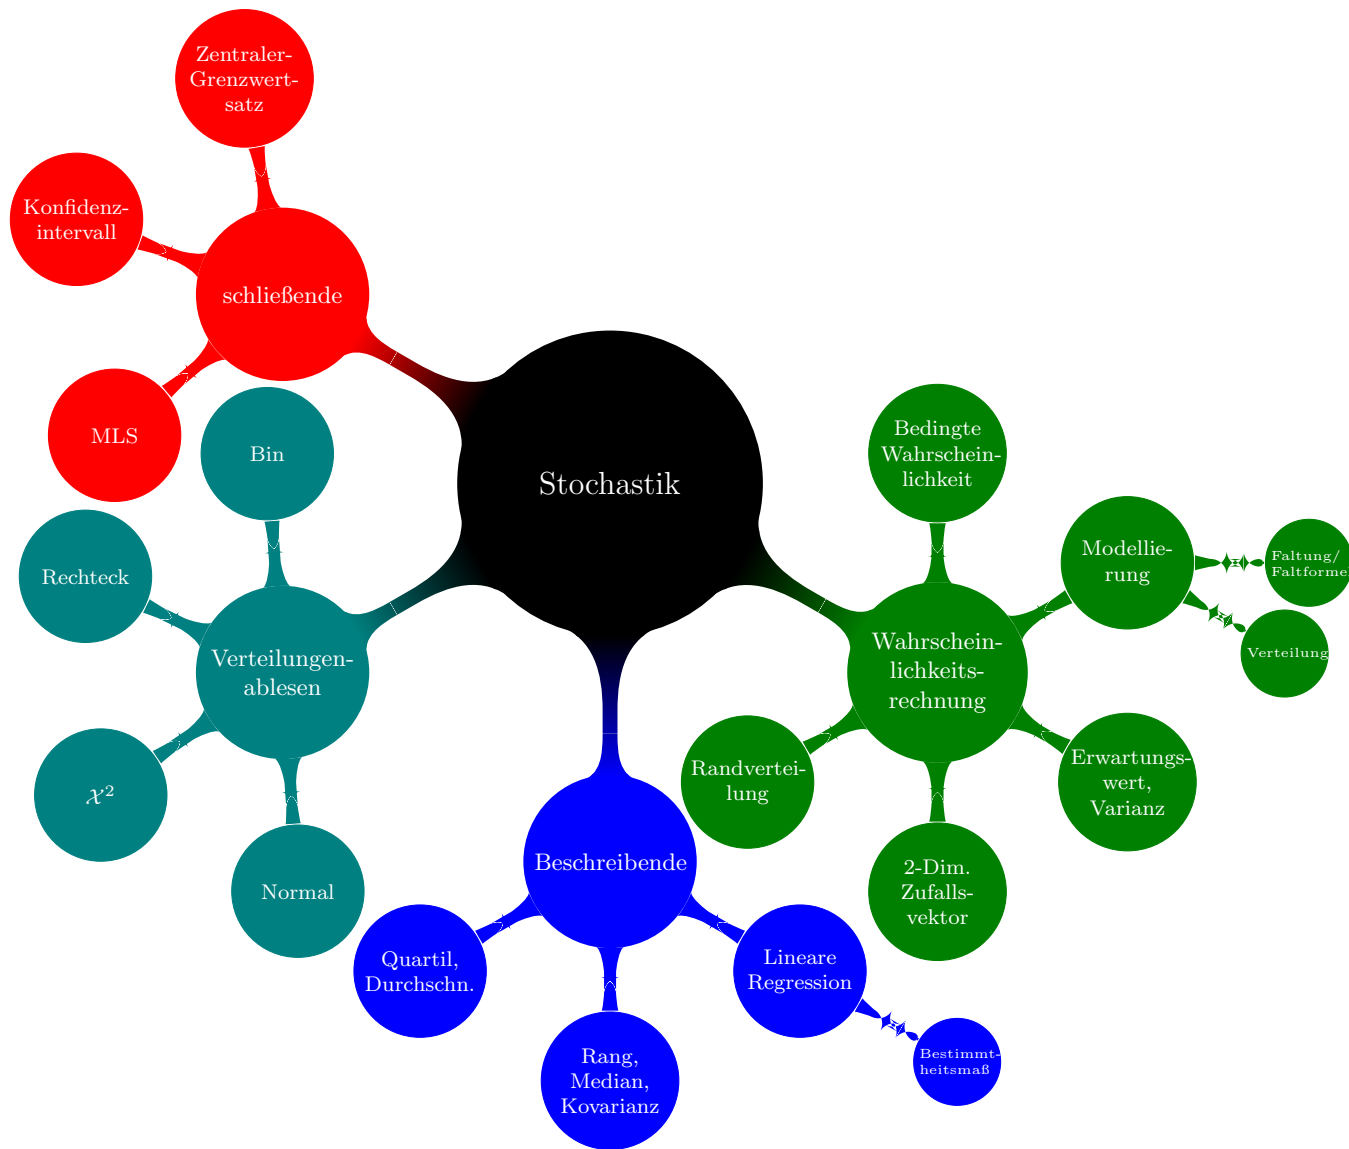 Zentraler-
Grenzwert-
satz
Konfidenz-
intervall
schließende
MLS
Bin
Stochastik
Rechteck
Verteilungen-
ablesen
𝒳²
Normal
Bedingte
Wahrschein-
lichkeit
Modellie-
rung
Faltung/
Faltformel
Verteilung
Wahrschein-
lichkeits-
rechnung
Randvertei-
lung
Erwartungs-
wert,
Varianz
2-Dim.
Zufalls-
vektor
Beschreibende
Quartil,
Durchschn.
Lineare
Regression
Rang,
Median,
Kovarianz
Bestimmt-
heitsmaß